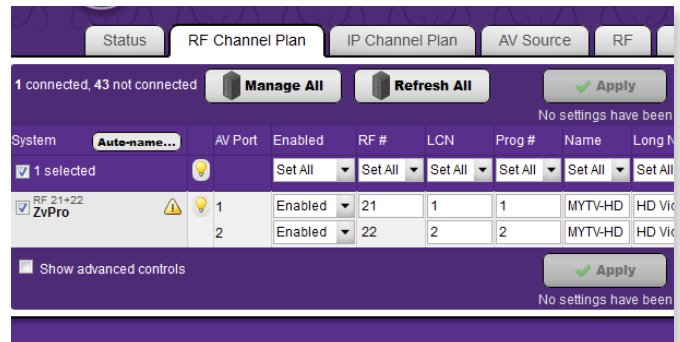 Status RF Channel Plan IP Channel Plan AV Source RF
1 connected, 43 not connected Manage All Refresh All Apply
No settings have been
System Auto-name... AV Port Enabled RF # LCN Prog # Name Long N
1 selected Set All Set All Set All Set All Set All Set All
RF 21+22
ZvPro 1 Enabled 21 1 1 MYTV-HD HD Vid
2 Enabled 22 2 2 MYTV-HD HD Vid
Show advanced controls Apply
No settings have been